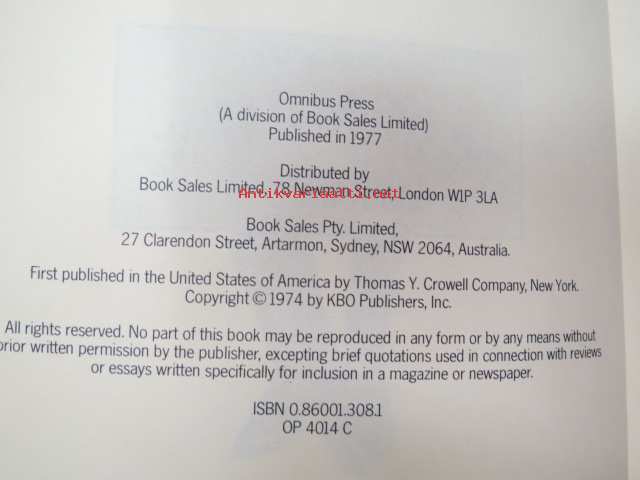 Omnibus Press
(A division of Book Sales Limited)
Published in 1977
Distributed by
Book Sales Limited, 78 Newman Street, London W1P 3LA
Book Sales Pty. Limited,
27 Clarendon Street, Artarmon, Sydney, NSW 2064, Australia.
First published in the United States of America by Thomas Y. Crowell Company, New York.
Copyright © 1974 by KBO Publishers, Inc.
All rights reserved. No part of this book may be reproduced in any form or by any means without
prior written permission by the publisher, excepting brief quotations used in connection with reviews
or essays written specifically for inclusion in a magazine or newspaper.
ISBN 0.86001.308.1
OP 4014 C